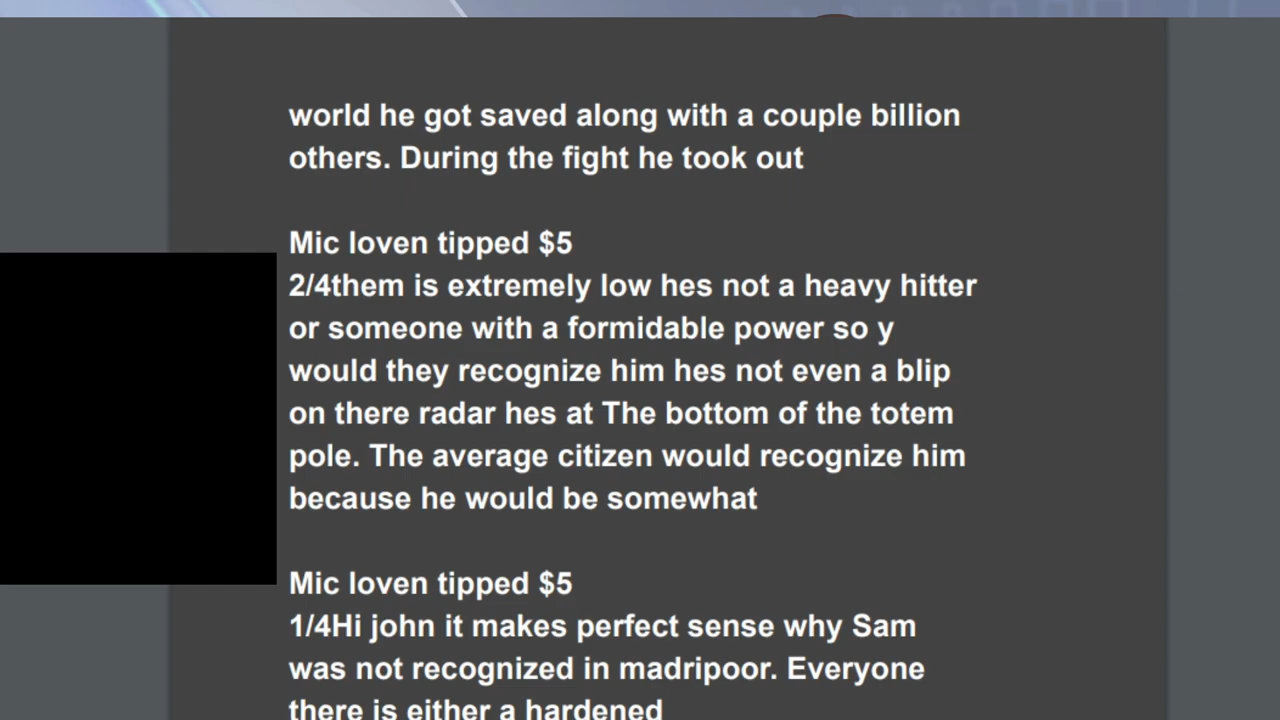 world he got saved along with a couple billion
others. During the fight he took out
Mic loven tipped $5
2/4them is extremely low hes not a heavy hitter
or someone with a formidable power so y
would they recognize him hes not even a blip
on there radar hes at The bottom of the totem
pole. The average citizen would recognize him
because he would be somewhat
Mic loven tipped $5
1/4Hi john it makes perfect sense why Sam
was not recognized in madripoor. Everyone
there is either a hardened